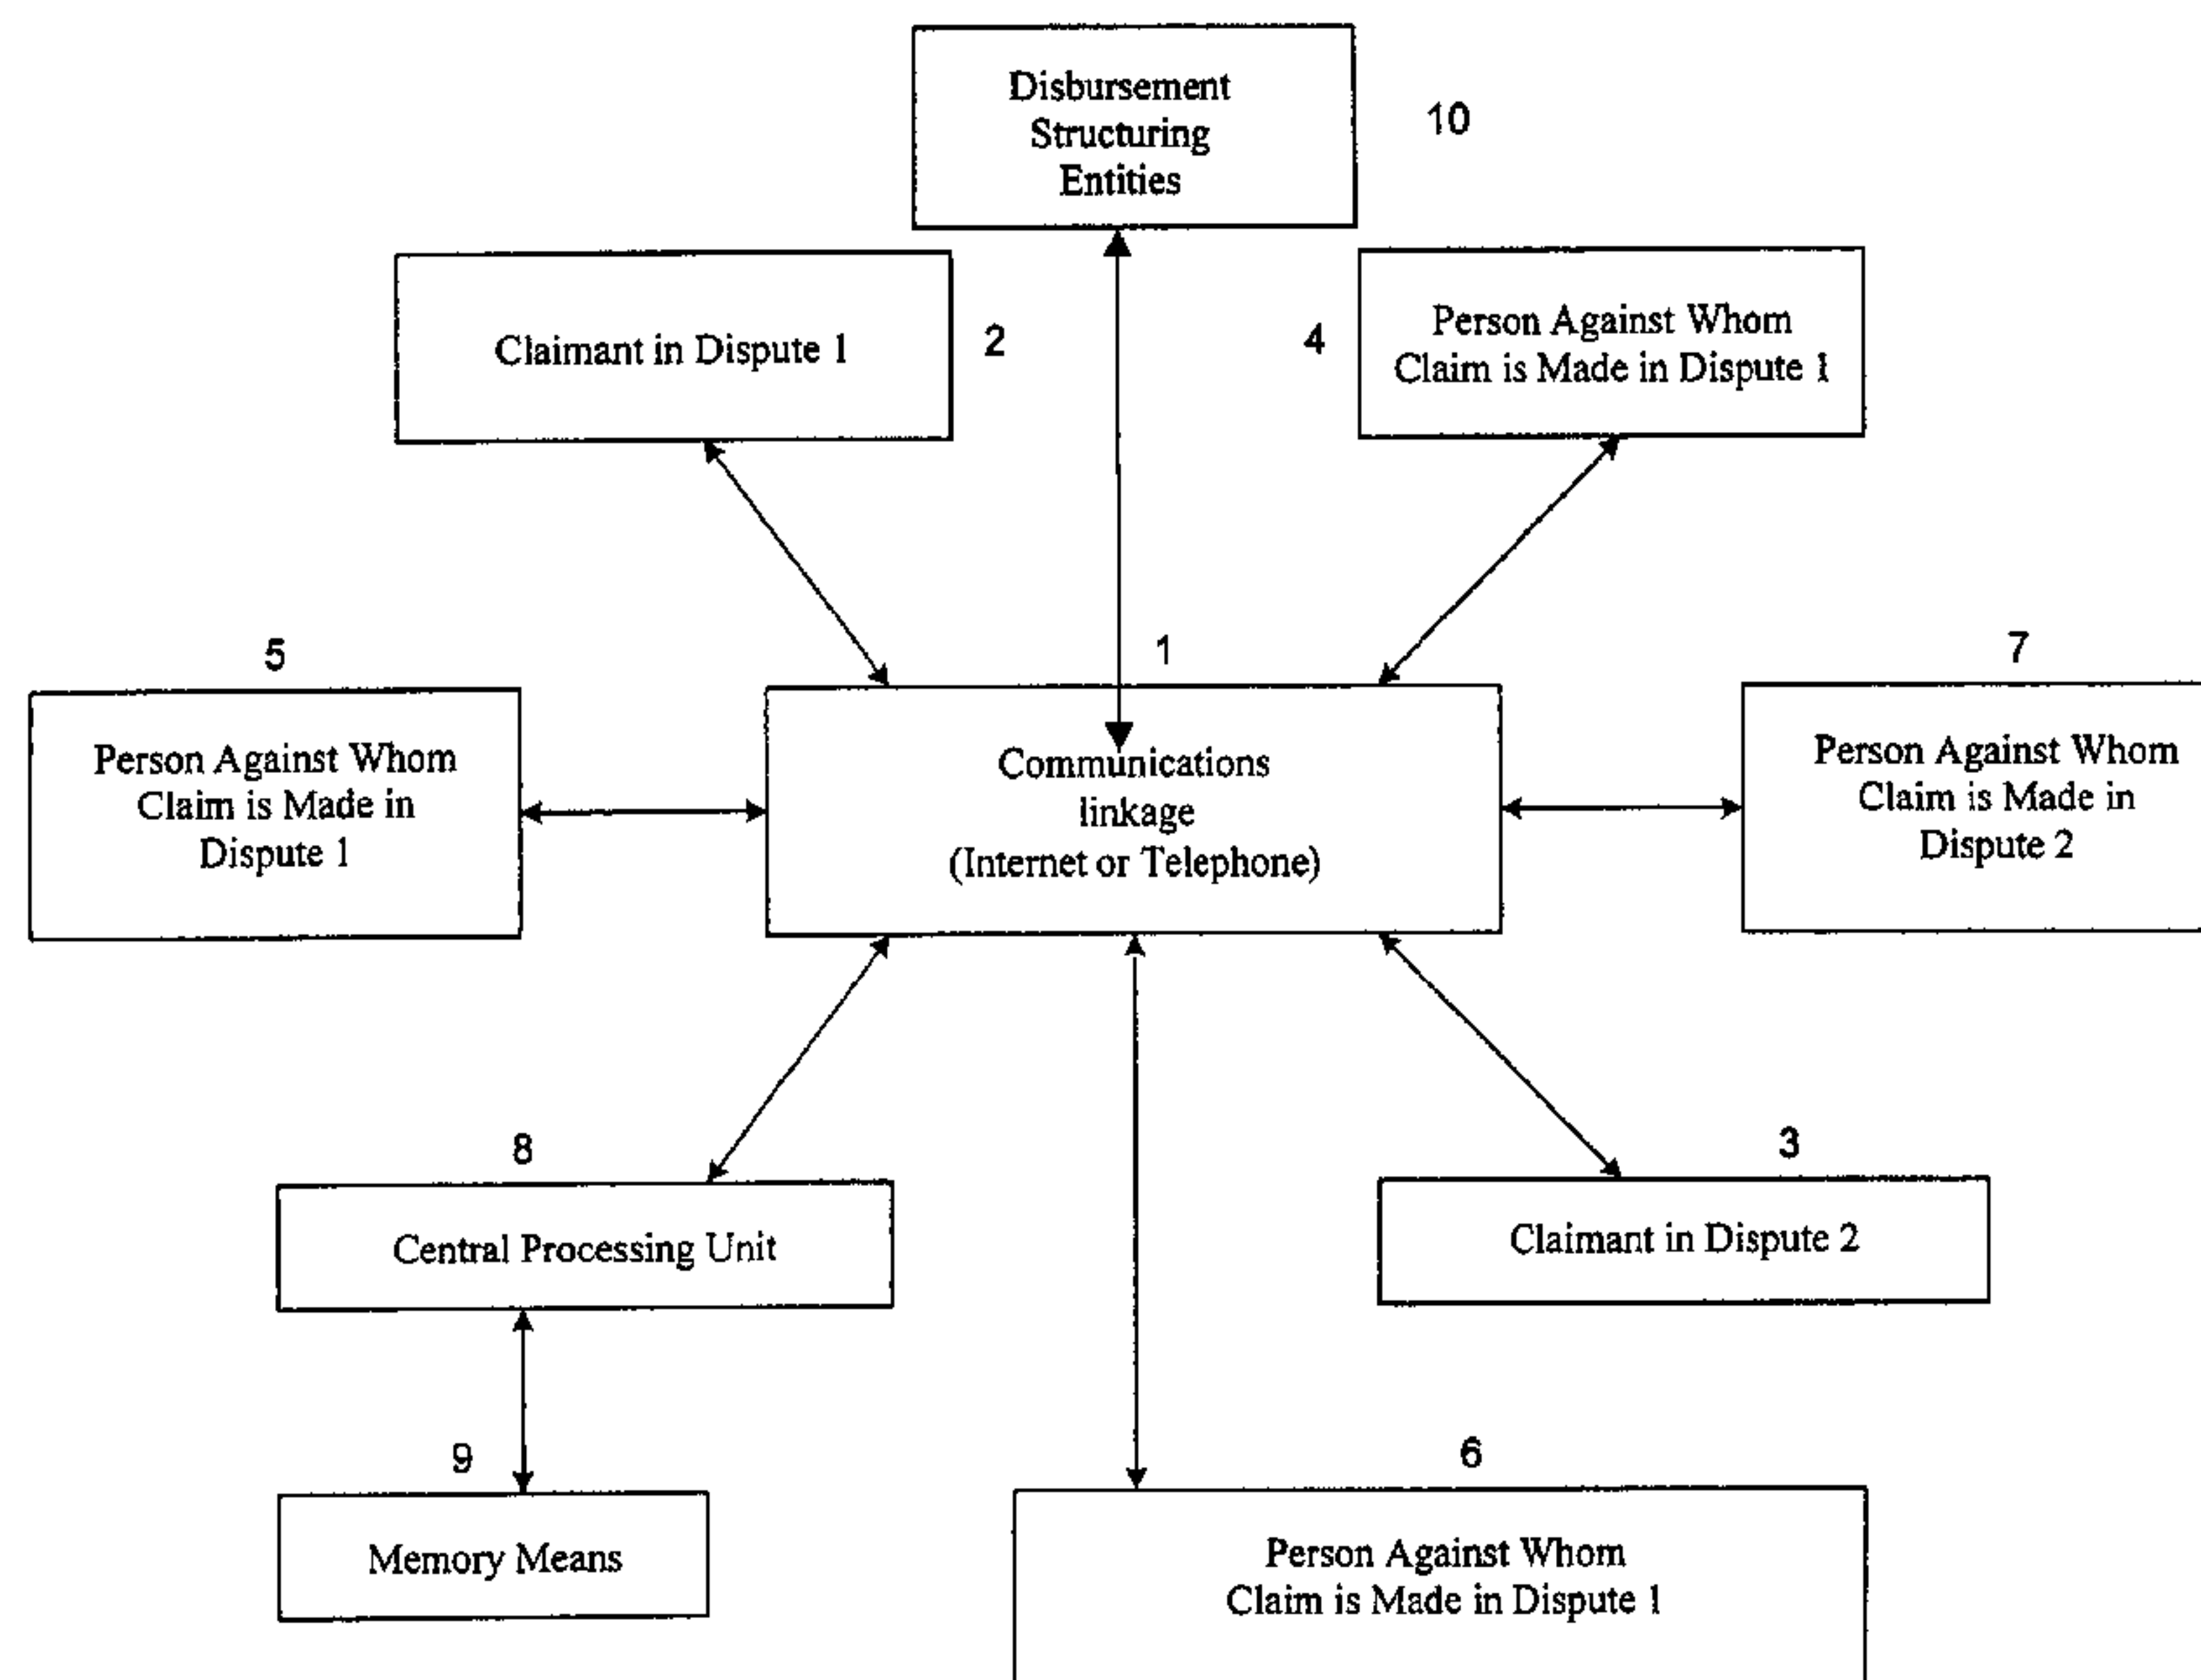 Disbursement
Structuring
Entities
10
Claimant in Dispute 1
2
4
Person Against Whom
Claim is Made in Dispute 1
5
1
7
Person Against Whom
Claim is Made in
Dispute 1
Communications
linkage
(Internet or Telephone)
Person Against Whom
Claim is Made in
Dispute 2
8
Central Processing Unit
3
Claimant in Dispute 2
9
Memory Means
6
Person Against Whom
Claim is Made in Dispute 1